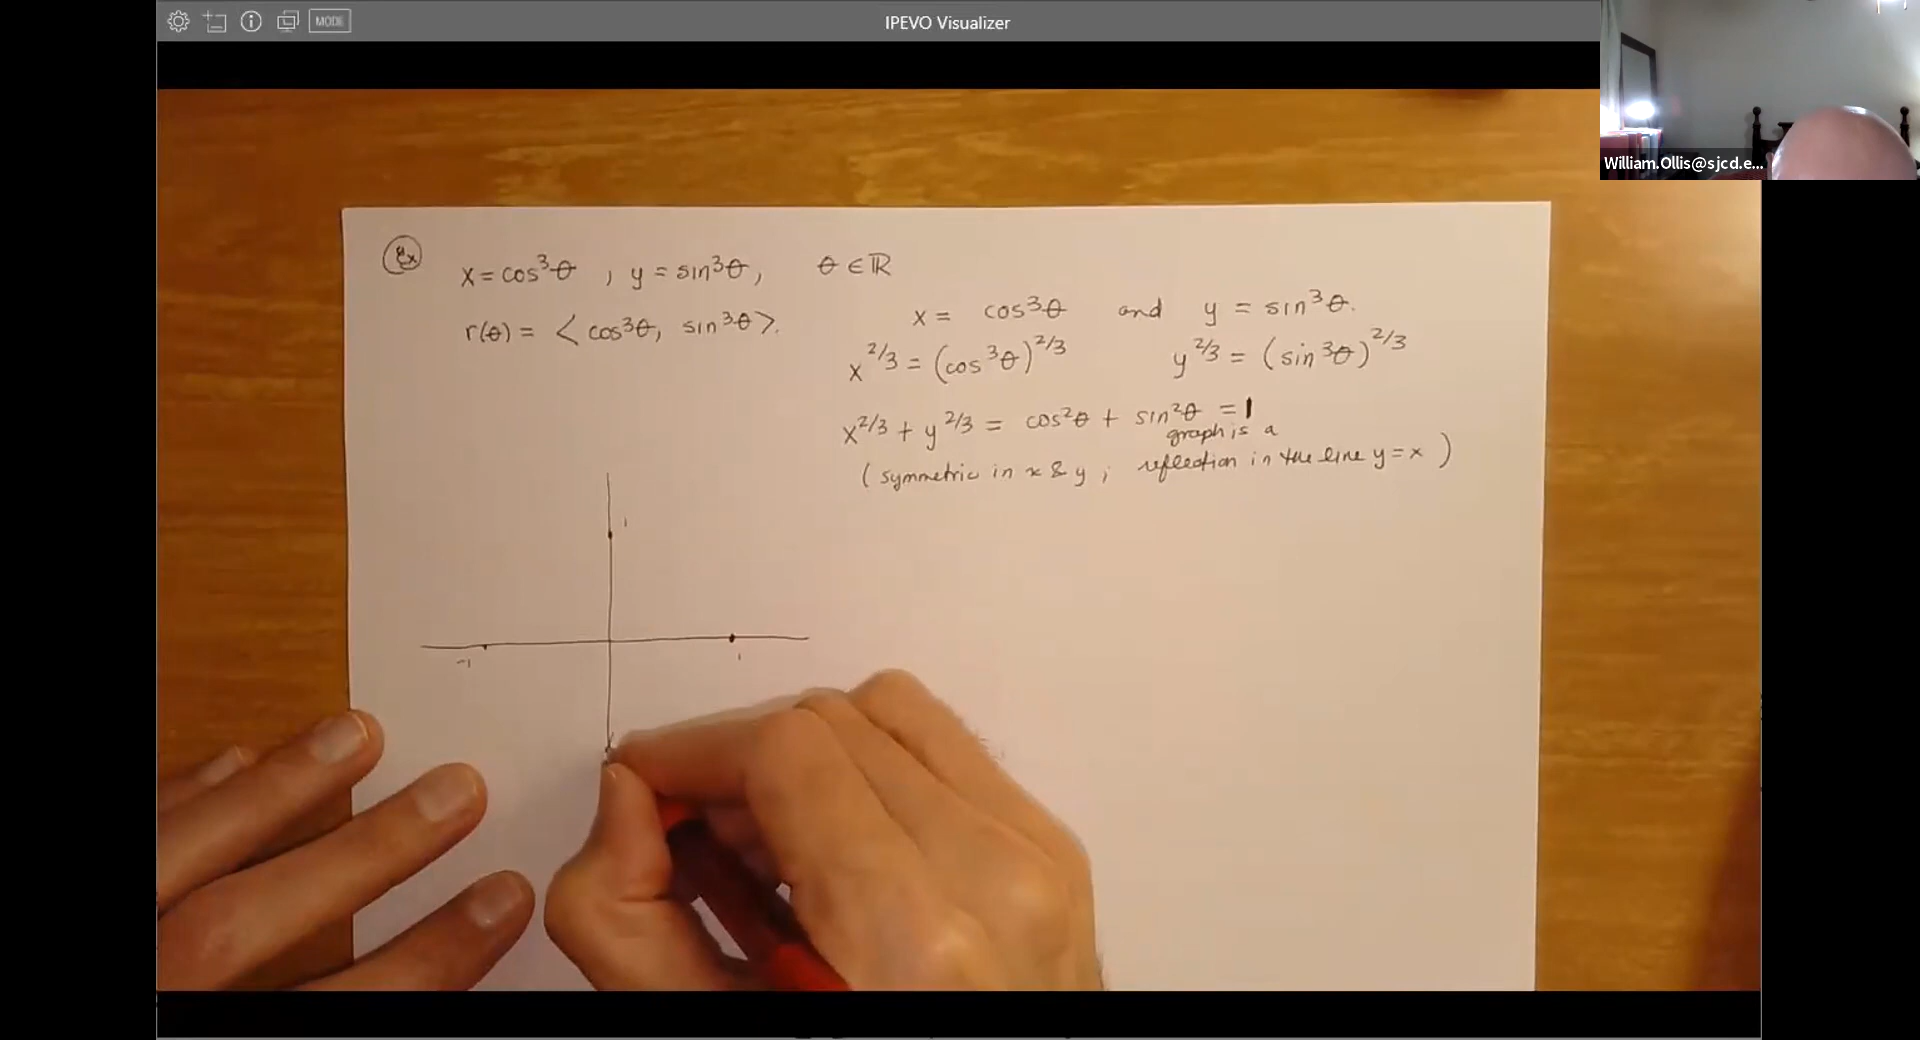 MODE
IPEVO Visualizer
William.Ollis@sjcd.e...
Ex
x = cos³θ , y = sin³θ, θ ∈ ℝ
r(θ) = ⟨ cos³θ, sin³θ ⟩.
x = cos³θ and y = sin³θ.
x^2/3 = (cos³θ)^2/3 y^2/3 = (sin³θ)^2/3
x^2/3 + y^2/3 = cos²θ + sin²θ = 1
graph is a
( symmetric in x & y ; reflection in the line y = x )
1
-1 1